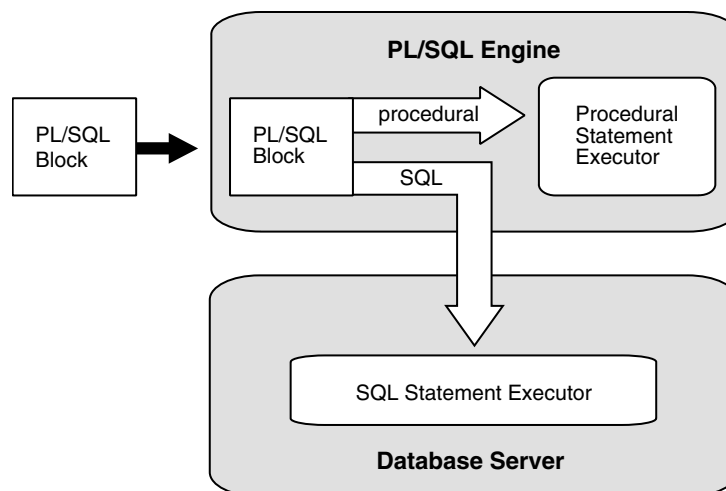 PL/SQL Engine
PL/SQL
Block
PL/SQL
Block
procedural
SQL
Procedural
Statement
Executor
SQL Statement Executor
Database Server